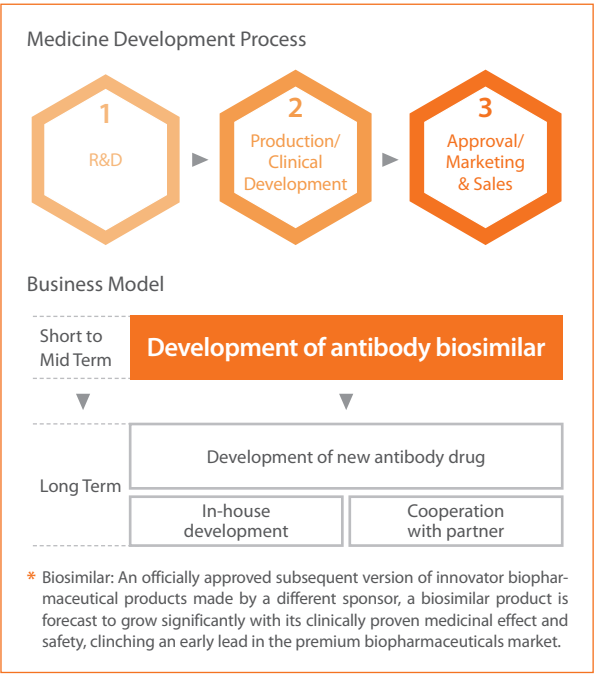 Medicine Development Process
1
R&D
2
Production/
Clinical
Development
3
Approval/
Marketing
& Sales
Business Model
Short to
Mid Term
Development of antibody biosimilar
Long Term
Development of new antibody drug
In-house
development
Cooperation
with partner
* Biosimilar: An officially approved subsequent version of innovator biophar-
maceutical products made by a different sponsor, a biosimilar product is
forecast to grow significantly with its clinically proven medicinal effect and
safety, clinching an early lead in the premium biopharmaceuticals market.